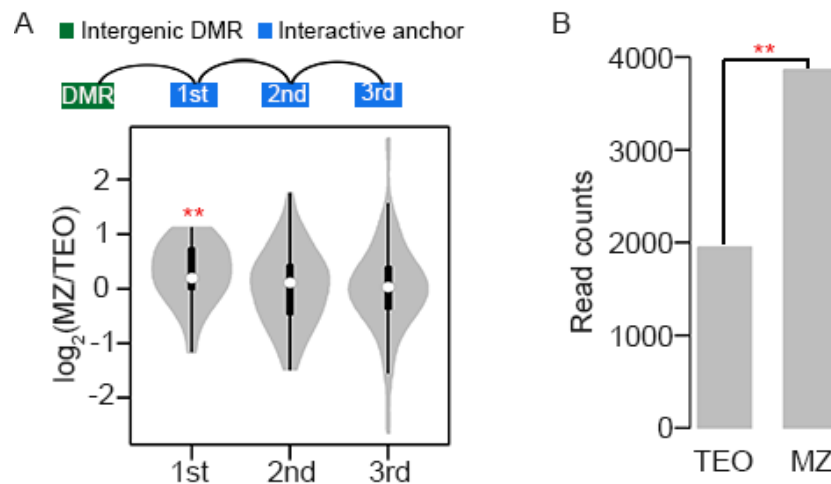 A
Intergenic DMR Interactive anchor
DMR 1st 2nd 3rd
log2(MZ/TEO)
2
1
0
-1
-2
**
1st 2nd 3rd
B
Read counts
4000
3000
2000
1000
0
**
TEO MZ